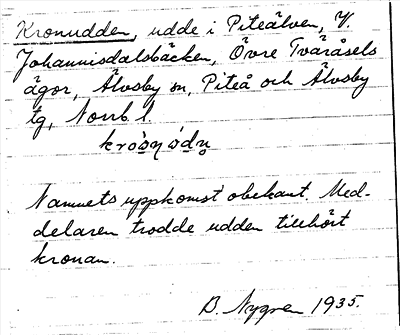 Kronudden, udde i Piteälven, V.
Johannisdalsbäcken, Övre Tväråsels
ägor, Älvsby sn, Piteå och Älvsby
tg, Norrb. l.
Namnets uppkomst obekant. Med-
delaren trodde udden tillhört
kronan.
B. Nygren 1935.